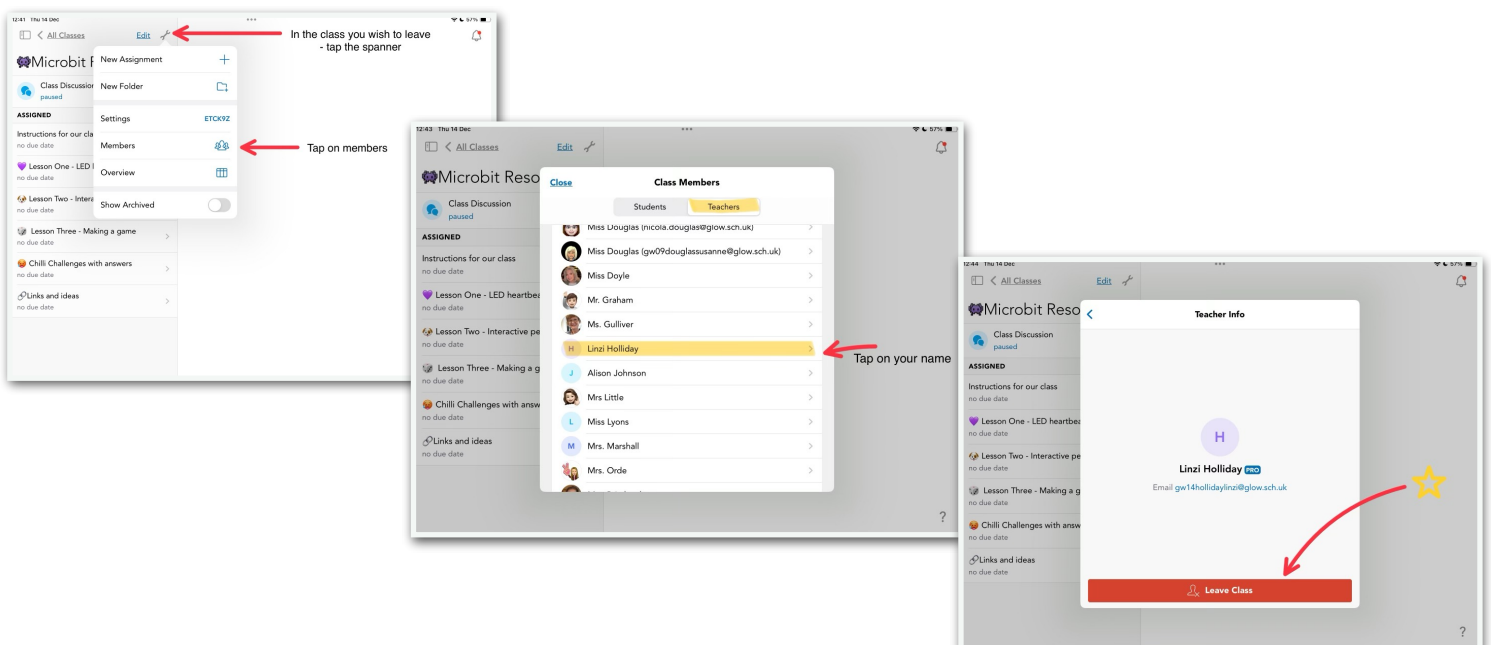 12:41 Thu 14 Dec
57%
All Classes
Edit
In the class you wish to leave
- tap the spanner
👾Microbit R
New Assignment
Class Discussion
paused
New Folder
ASSIGNED
Settings ETCK9Z
Instructions for our cla
no due date
Members
Tap on members
💜 Lesson One - LED
no due date
Overview
🐶 Lesson Two - Intera
no due date
Show Archived
🎲 Lesson Three - Making a game
no due date
🥵 Chilli Challenges with answers
no due date
🔗Links and ideas
no due date
12:43 Thu 14 Dec
57%
All Classes
Edit
👾Microbit Reso
Class Discussion
paused
ASSIGNED
Instructions for our class
no due date
💜 Lesson One - LED heartbea
no due date
🐶 Lesson Two - Interactive pe
no due date
🎲 Lesson Three - Making a g
no due date
🥵 Chilli Challenges with answ
no due date
🔗Links and ideas
no due date
Close
Class Members
Students
Teachers
Miss Douglas (nicola.douglas@glow.sch.uk)
Miss Douglas (gw09douglassusanne@glow.sch.uk)
Miss Doyle
Mr. Graham
Ms. Gulliver
H Linzi Holliday
Tap on your name
J Alison Johnson
Mrs Little
L Miss Lyons
M Mrs. Marshall
Mrs. Orde
?
12:44 Thu 14 Dec
57%
All Classes
Edit
👾Microbit Reso
Class Discussion
paused
ASSIGNED
Instructions for our class
no due date
💜 Lesson One - LED heartbea
no due date
🐶 Lesson Two - Interactive pe
no due date
🎲 Lesson Three - Making a g
no due date
🥵 Chilli Challenges with answ
no due date
🔗Links and ideas
no due date
Teacher Info
H
Linzi Holliday PRO
Email gw14hollidaylinzi@glow.sch.uk
Leave Class
?